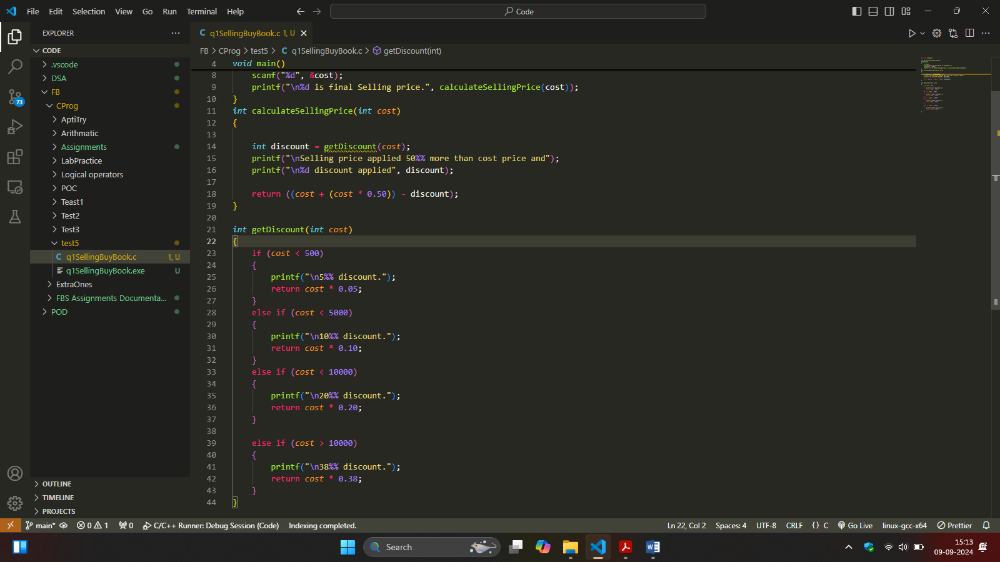 File Edit Selection View Go Run Terminal Help
Code
EXPLORER
CODE
.vscode
DSA
FB
CProg
AptiTry
Arithmatic
Assignments
LabPractice
Logical operators
POC
Teast1
Test2
Test3
test5
q1SellingBuyBook.c 1, U
q1SellingBuyBook.exe U
ExtraOnes
FBS Assignments Documenta...
POD
OUTLINE
TIMELINE
PROJECTS
73
q1SellingBuyBook.c 1, U
FB > CProg > test5 > C q1SellingBuyBook.c > getDiscount(int)
4 void main()
8 scanf("%d", &cost);
9 printf("\n%d is final Selling price.", calculateSellingPrice(cost));
10 }
11 int calculateSellingPrice(int cost)
12 {
13
14 int discount = getDiscount(cost);
15 printf("\nSelling price applied 50%% more than cost price and");
16 printf("\n%d discount applied", discount);
17
18 return ((cost + (cost * 0.50)) - discount);
19 }
20
21 int getDiscount(int cost)
22 {
23 if (cost < 500)
24 {
25 printf("\n5%% discount.");
26 return cost * 0.05;
27 }
28 else if (cost < 5000)
29 {
30 printf("\n10%% discount.");
31 return cost * 0.10;
32 }
33 else if (cost < 10000)
34 {
35 printf("\n20%% discount.");
36 return cost * 0.20;
37 }
38
39 else if (cost > 10000)
40 {
41 printf("\n38%% discount.");
42 return cost * 0.38;
43 }
44 }
main* 0 1 0 C/C++ Runner: Debug Session (Code) Indexing completed. Ln 22, Col 2 Spaces: 4 UTF-8 CRLF {} C Go Live linux-gcc-x64 Prettier
Search
15:13
09-09-2024